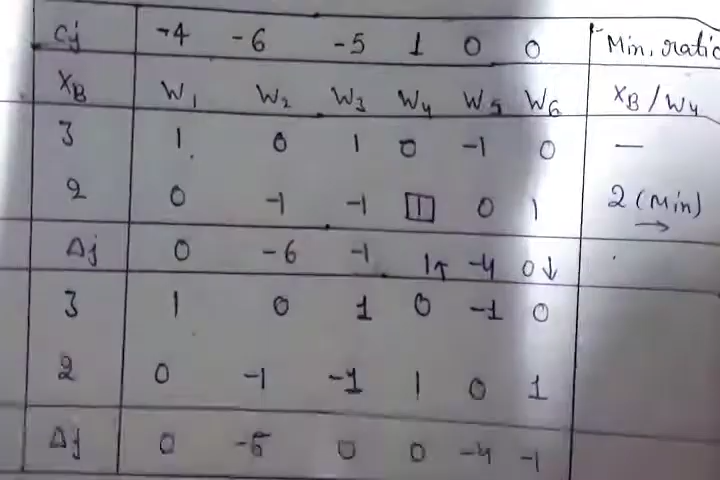 Cj -4 -6 -5 1 0 0 Min. ratio
XB W1 W2 W3 W4 W5 W6 XB/W4
3 1 0 1 0 -1 0 —
2 0 -1 -1 1 0 1 2 (Min) →
Δj 0 -6 -1 1↑ -4 0↓
3 1 0 1 0 -1 0
2 0 -1 -1 1 0 1
Δj 0 -5 0 0 -4 -1